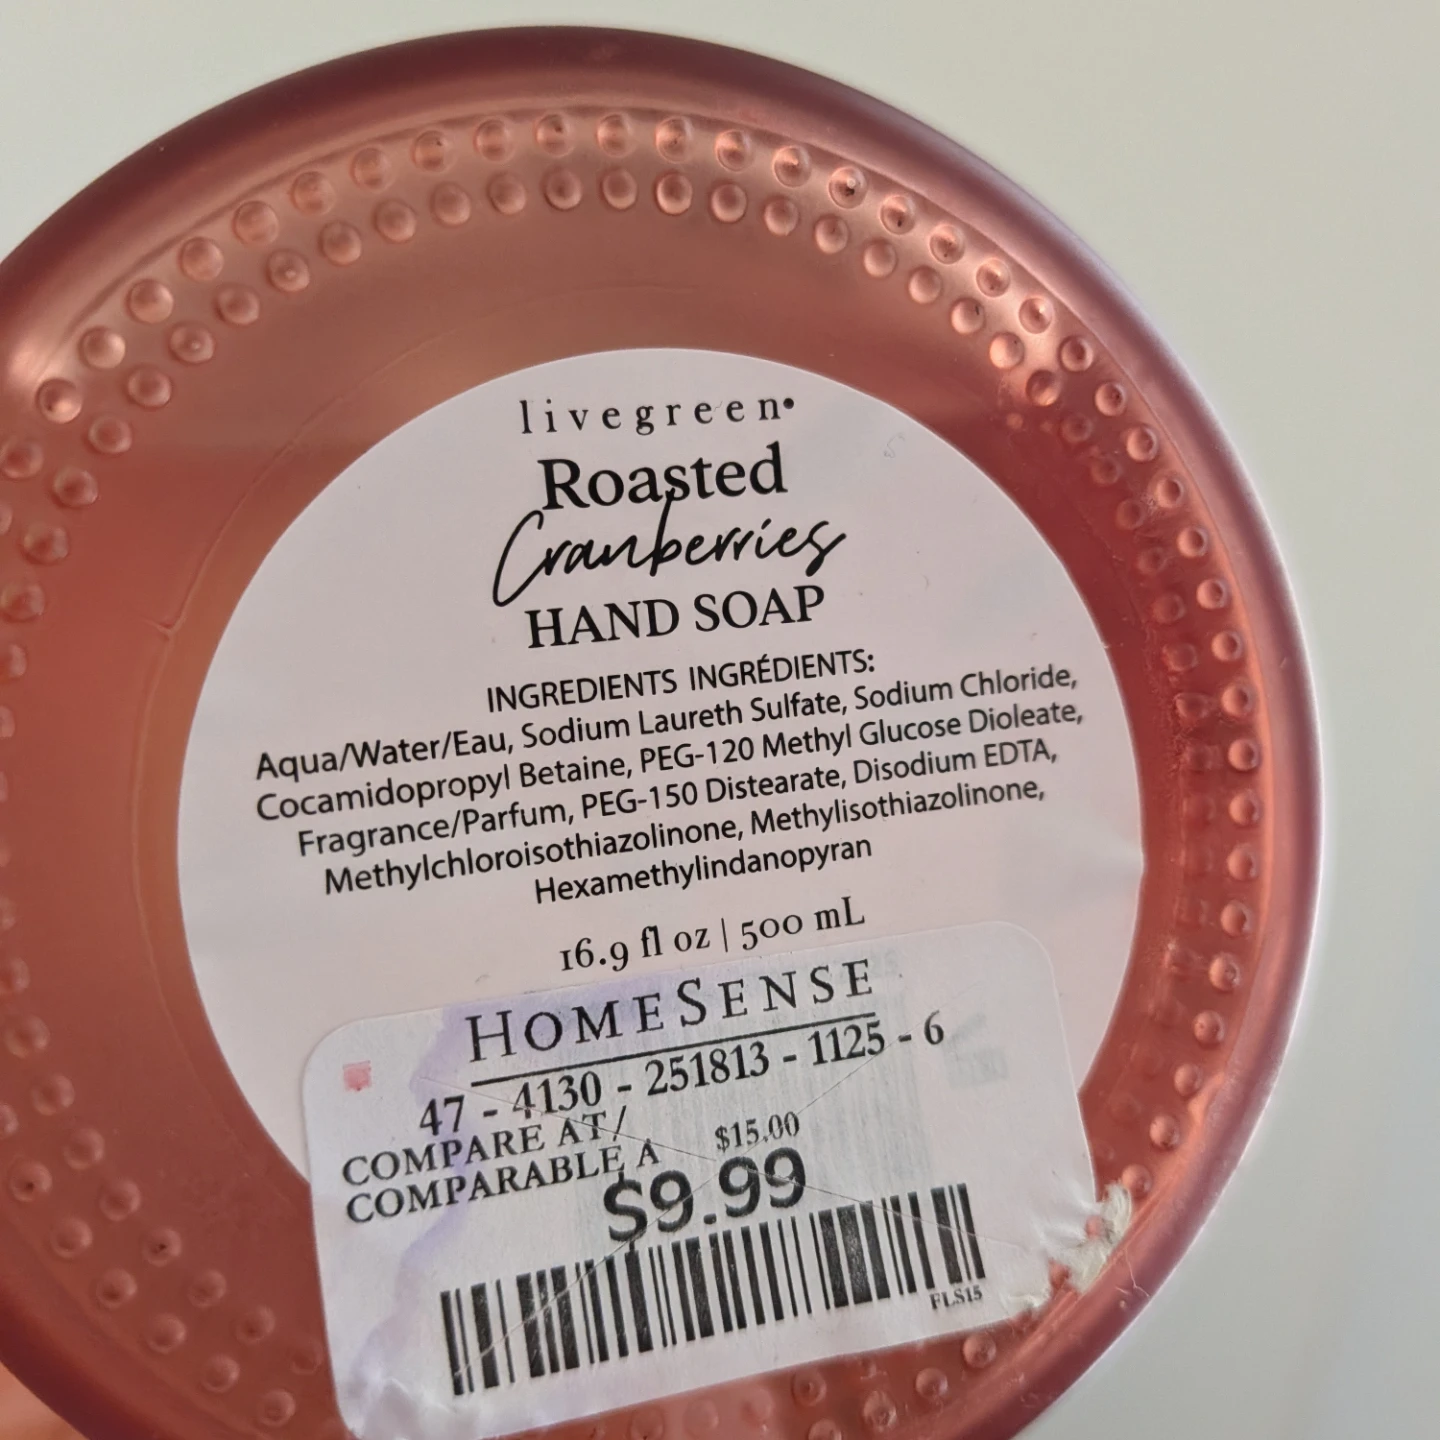 livegreen
Roasted
Cranberries
HAND SOAP
INGREDIENTS INGRÉDIENTS:
Aqua/Water/Eau, Sodium Laureth Sulfate, Sodium Chloride,
Cocamidopropyl Betaine, PEG-120 Methyl Glucose Dioleate,
Fragrance/Parfum, PEG-150 Distearate, Disodium EDTA,
Methylchloroisothiazolinone, Methylisothiazolinone,
Hexamethylindanopyran
16.9 fl oz | 500 mL
HOMESENSE
47 - 4130 - 251813 - 1125 - 6
COMPARE AT/
COMPARABLE À
$15.00
$9.99
FLS15